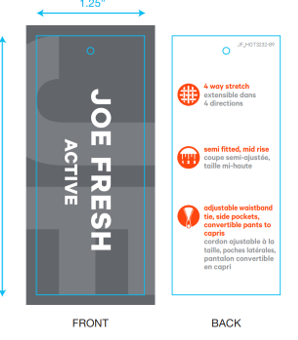 1.25"
JOE FRESH
ACTIVE
JF_HGT3232-6R
4 way stretch
extensible dans
4 directions
semi fitted, mid rise
coupe semi-ajustée,
taille mi-haute
adjustable waistband
tie, side pockets,
convertible pants to
capris
cordon ajustable à la
taille, poches latérales,
pantalon convertible
en capri
FRONT
BACK